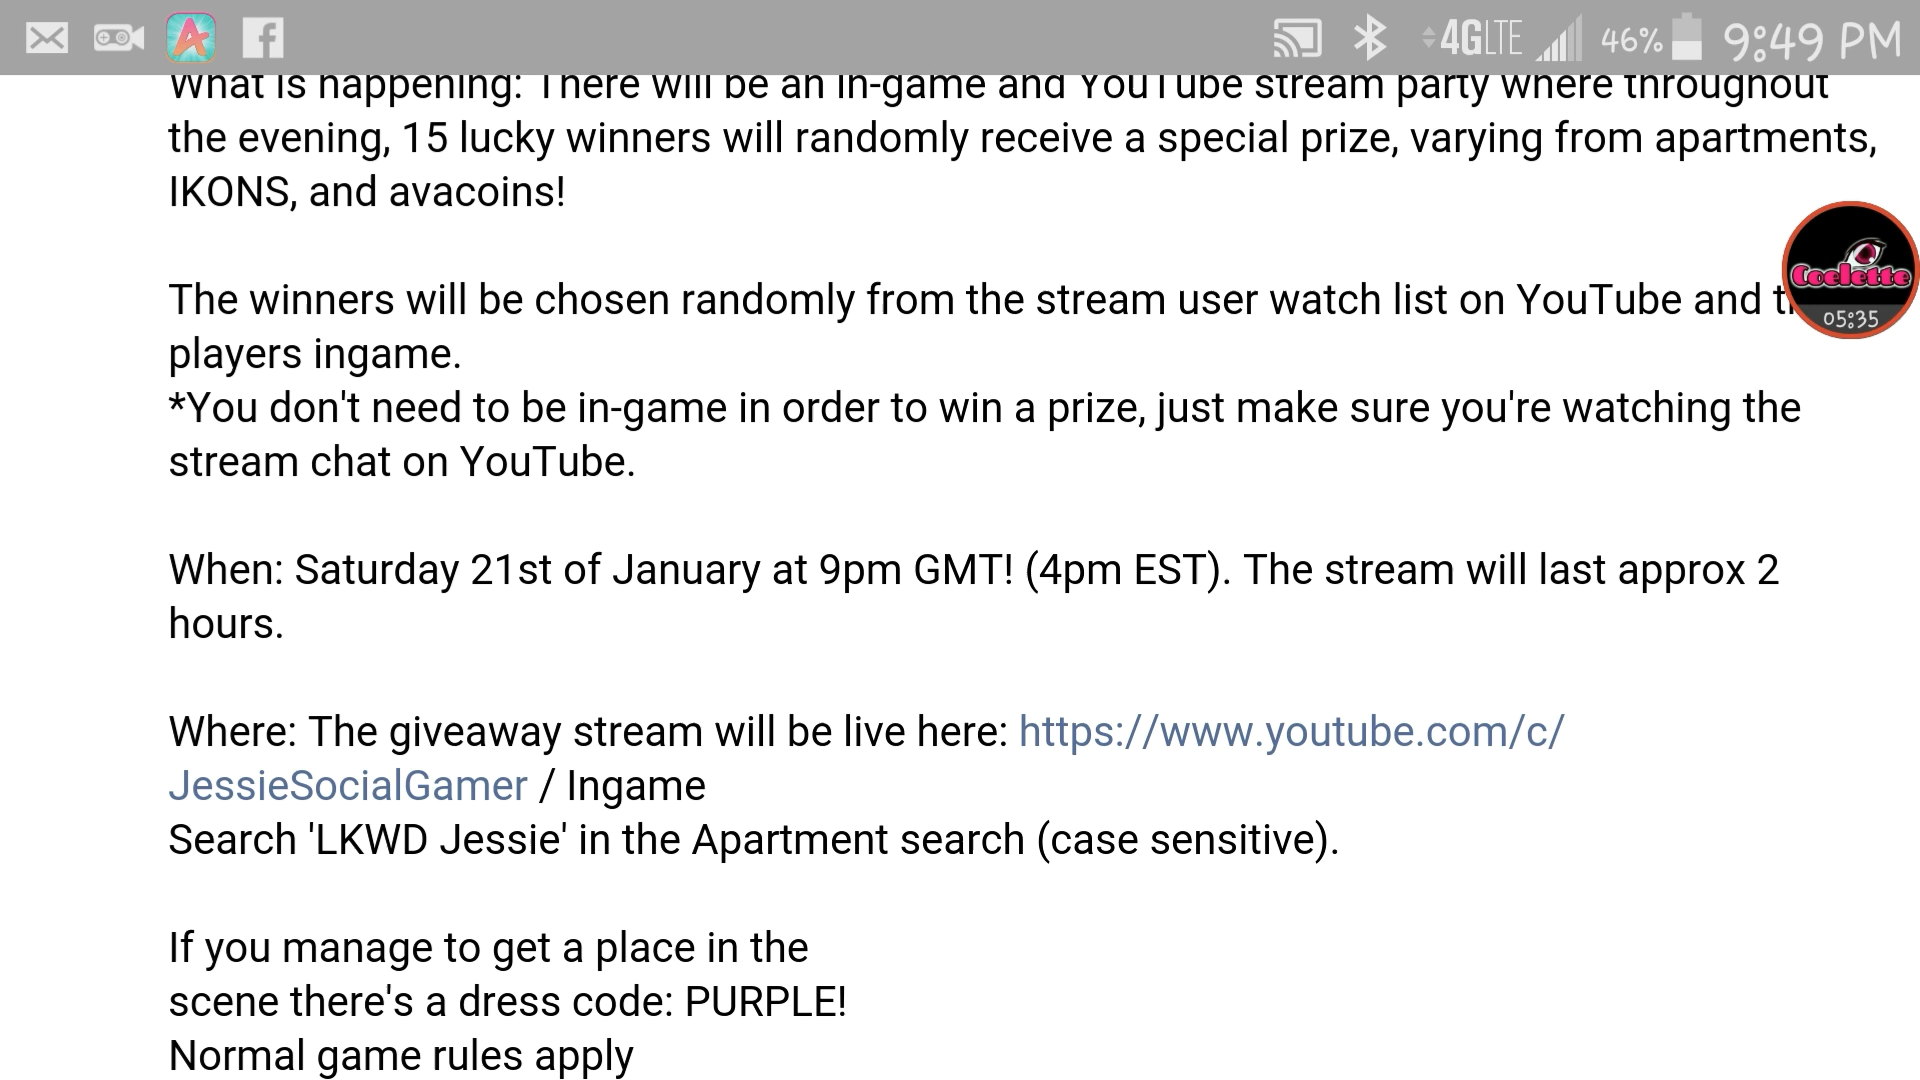 4GLTE 46% 9:49 PM
What is happening: There will be an in-game and YouTube stream party where throughout
the evening, 15 lucky winners will randomly receive a special prize, varying from apartments,
IKONS, and avacoins!
The winners will be chosen randomly from the stream user watch list on YouTube and
players ingame.
*You don't need to be in-game in order to win a prize, just make sure you're watching the
stream chat on YouTube.
When: Saturday 21st of January at 9pm GMT! (4pm EST). The stream will last approx 2
hours.
Where: The giveaway stream will be live here: https://www.youtube.com/c/
JessieSocialGamer / Ingame
Search 'LKWD Jessie' in the Apartment search (case sensitive).
If you manage to get a place in the
scene there's a dress code: PURPLE!
Normal game rules apply
Coelette
05:35